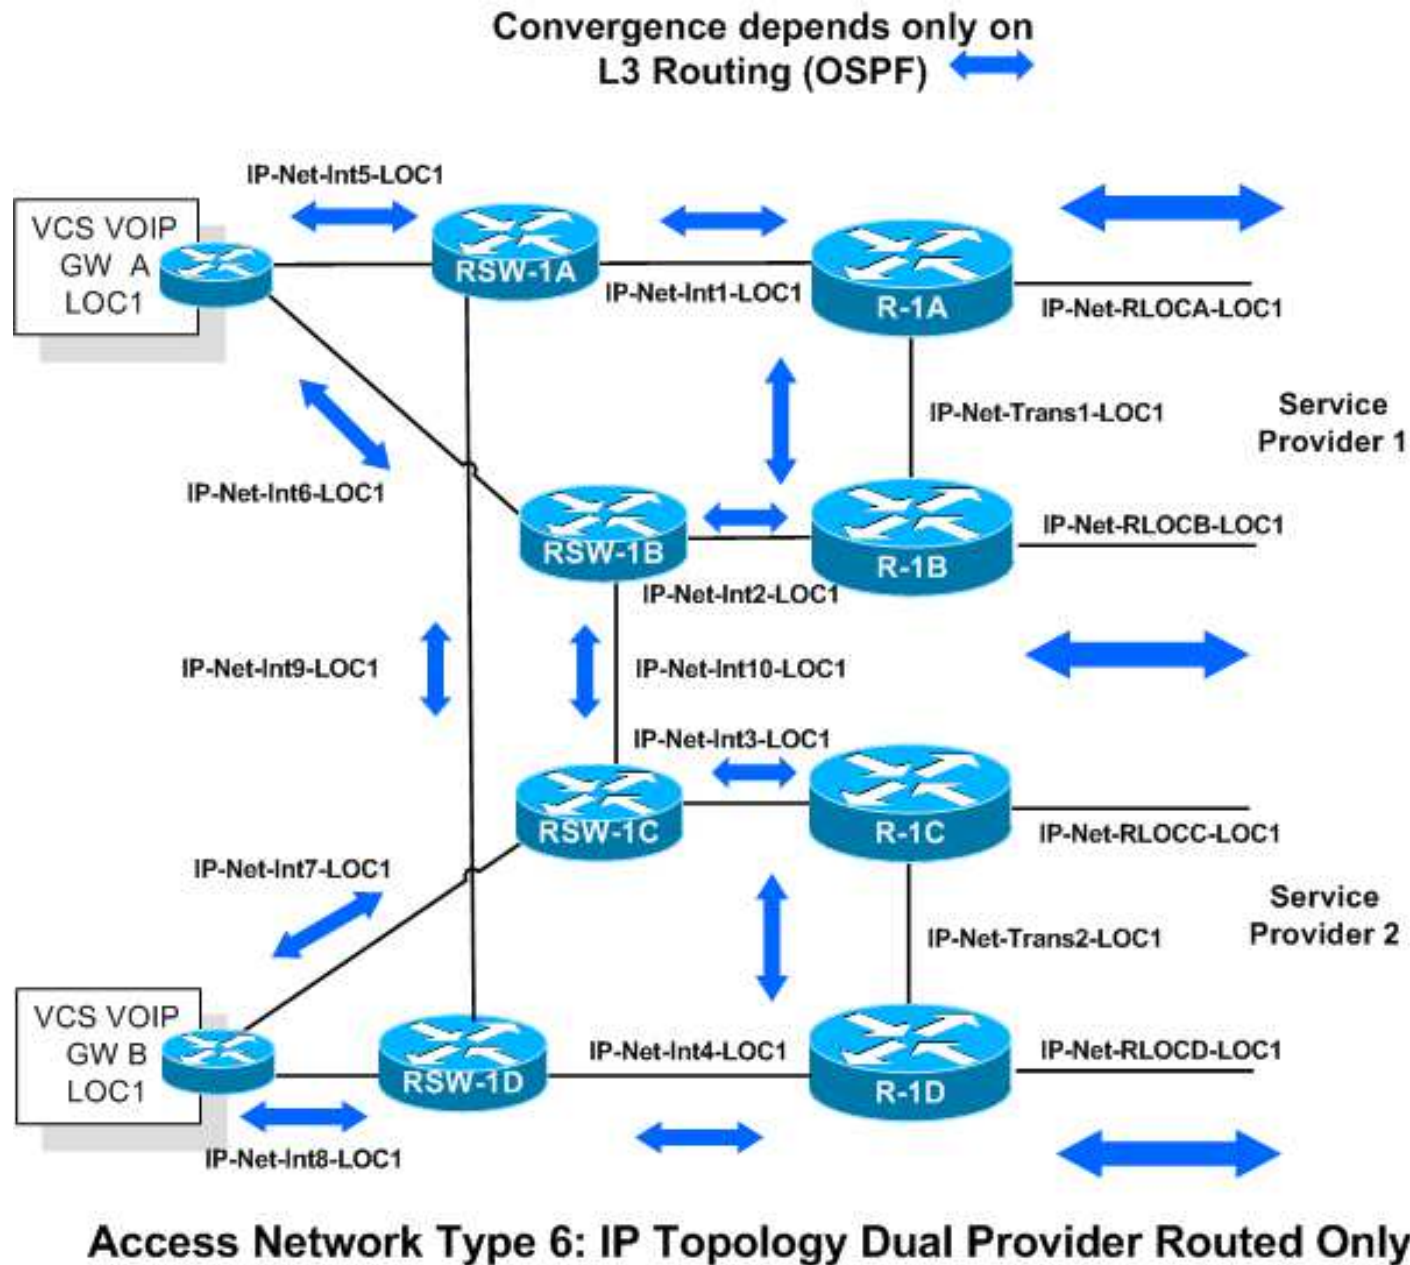 Convergence depends only on
L3 Routing (OSPF)
IP-Net-Int5-LOC1
VCS VOIP
GW A
LOC1
RSW-1A
IP-Net-Int1-LOC1
R-1A
IP-Net-RLOCA-LOC1
IP-Net-Trans1-LOC1
Service
Provider 1
IP-Net-Int6-LOC1
RSW-1B
IP-Net-Int2-LOC1
R-1B
IP-Net-RLOCB-LOC1
IP-Net-Int9-LOC1
IP-Net-Int10-LOC1
IP-Net-Int3-LOC1
RSW-1C
R-1C
IP-Net-RLOCC-LOC1
IP-Net-Int7-LOC1
IP-Net-Trans2-LOC1
Service
Provider 2
VCS VOIP
GW B
LOC1
RSW-1D
IP-Net-Int4-LOC1
R-1D
IP-Net-RLOCD-LOC1
IP-Net-Int8-LOC1
Access Network Type 6: IP Topology Dual Provider Routed Only